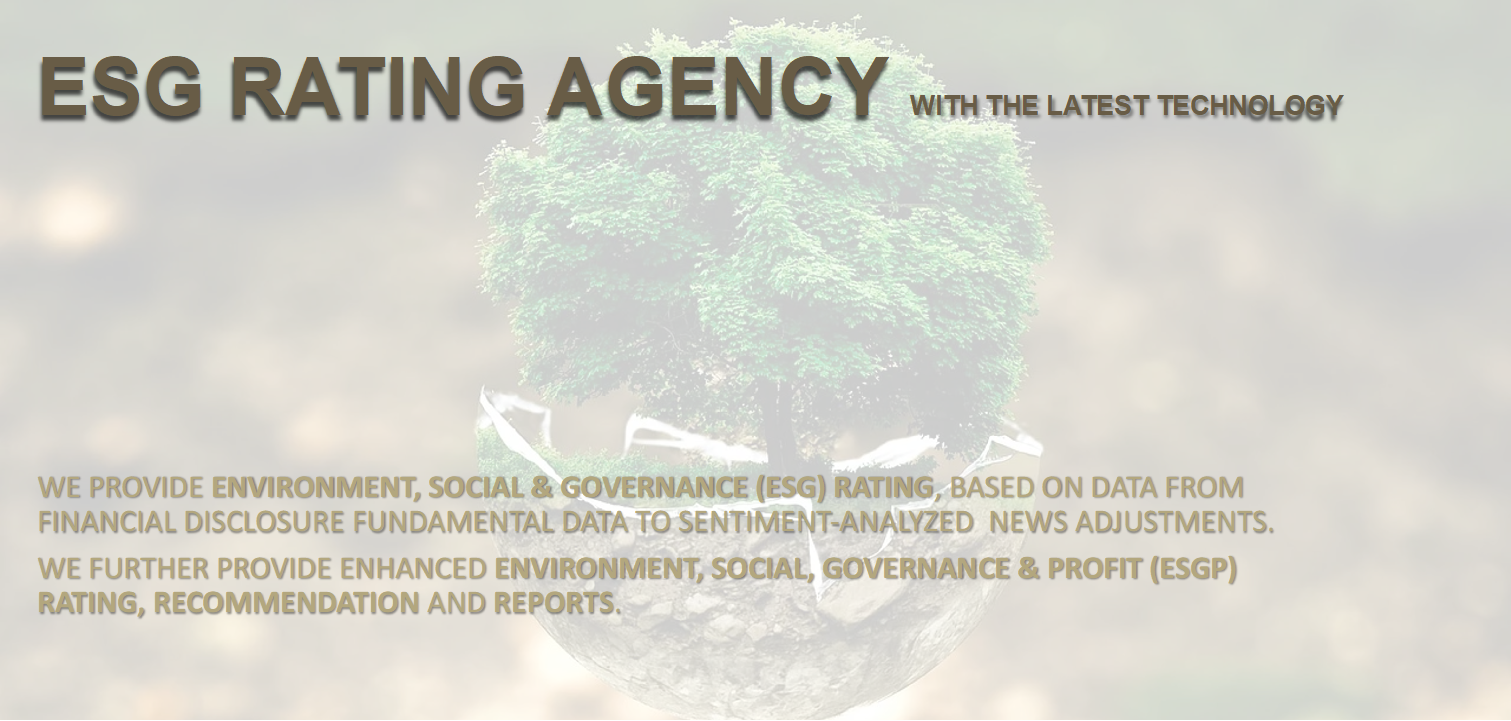 ESG RATING AGENCY WITH THE LATEST TECHNOLOGY
WE PROVIDE ENVIRONMENT, SOCIAL & GOVERNANCE (ESG) RATING, BASED ON DATA FROM
FINANCIAL DISCLOSURE FUNDAMENTAL DATA TO SENTIMENT-ANALYZED NEWS ADJUSTMENTS.
WE FURTHER PROVIDE ENHANCED ENVIRONMENT, SOCIAL, GOVERNANCE & PROFIT (ESGP)
RATING, RECOMMENDATION AND REPORTS.